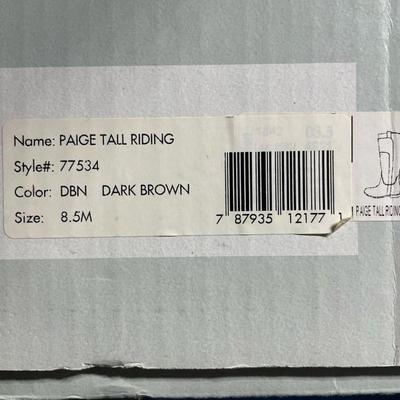 Name: PAIGE TALL RIDING
Style#: 77534
Color: DBN DARK BROWN
Size: 8.5M
7 87935 12177 1
PAIGE TALL RIDING